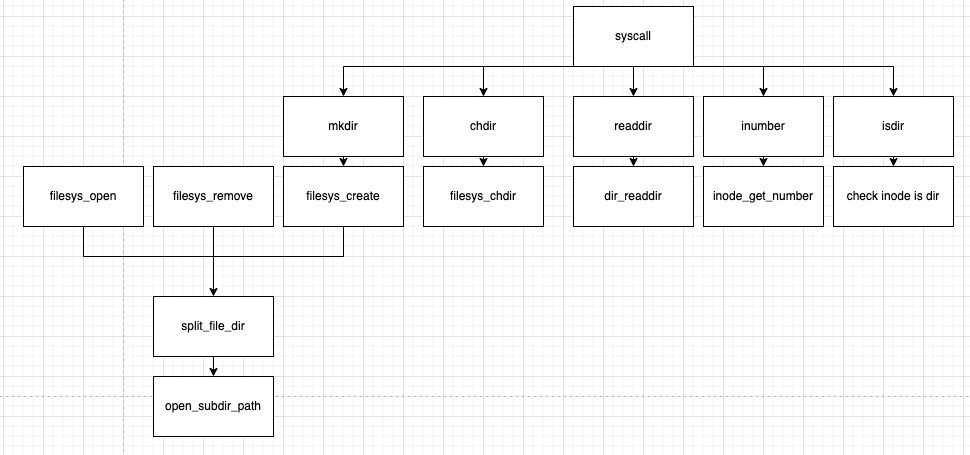 syscall
mkdir
chdir
readdir
inumber
isdir
filesys_open
filesys_remove
filesys_create
filesys_chdir
dir_readdir
inode_get_number
check inode is dir
split_file_dir
open_subdir_path